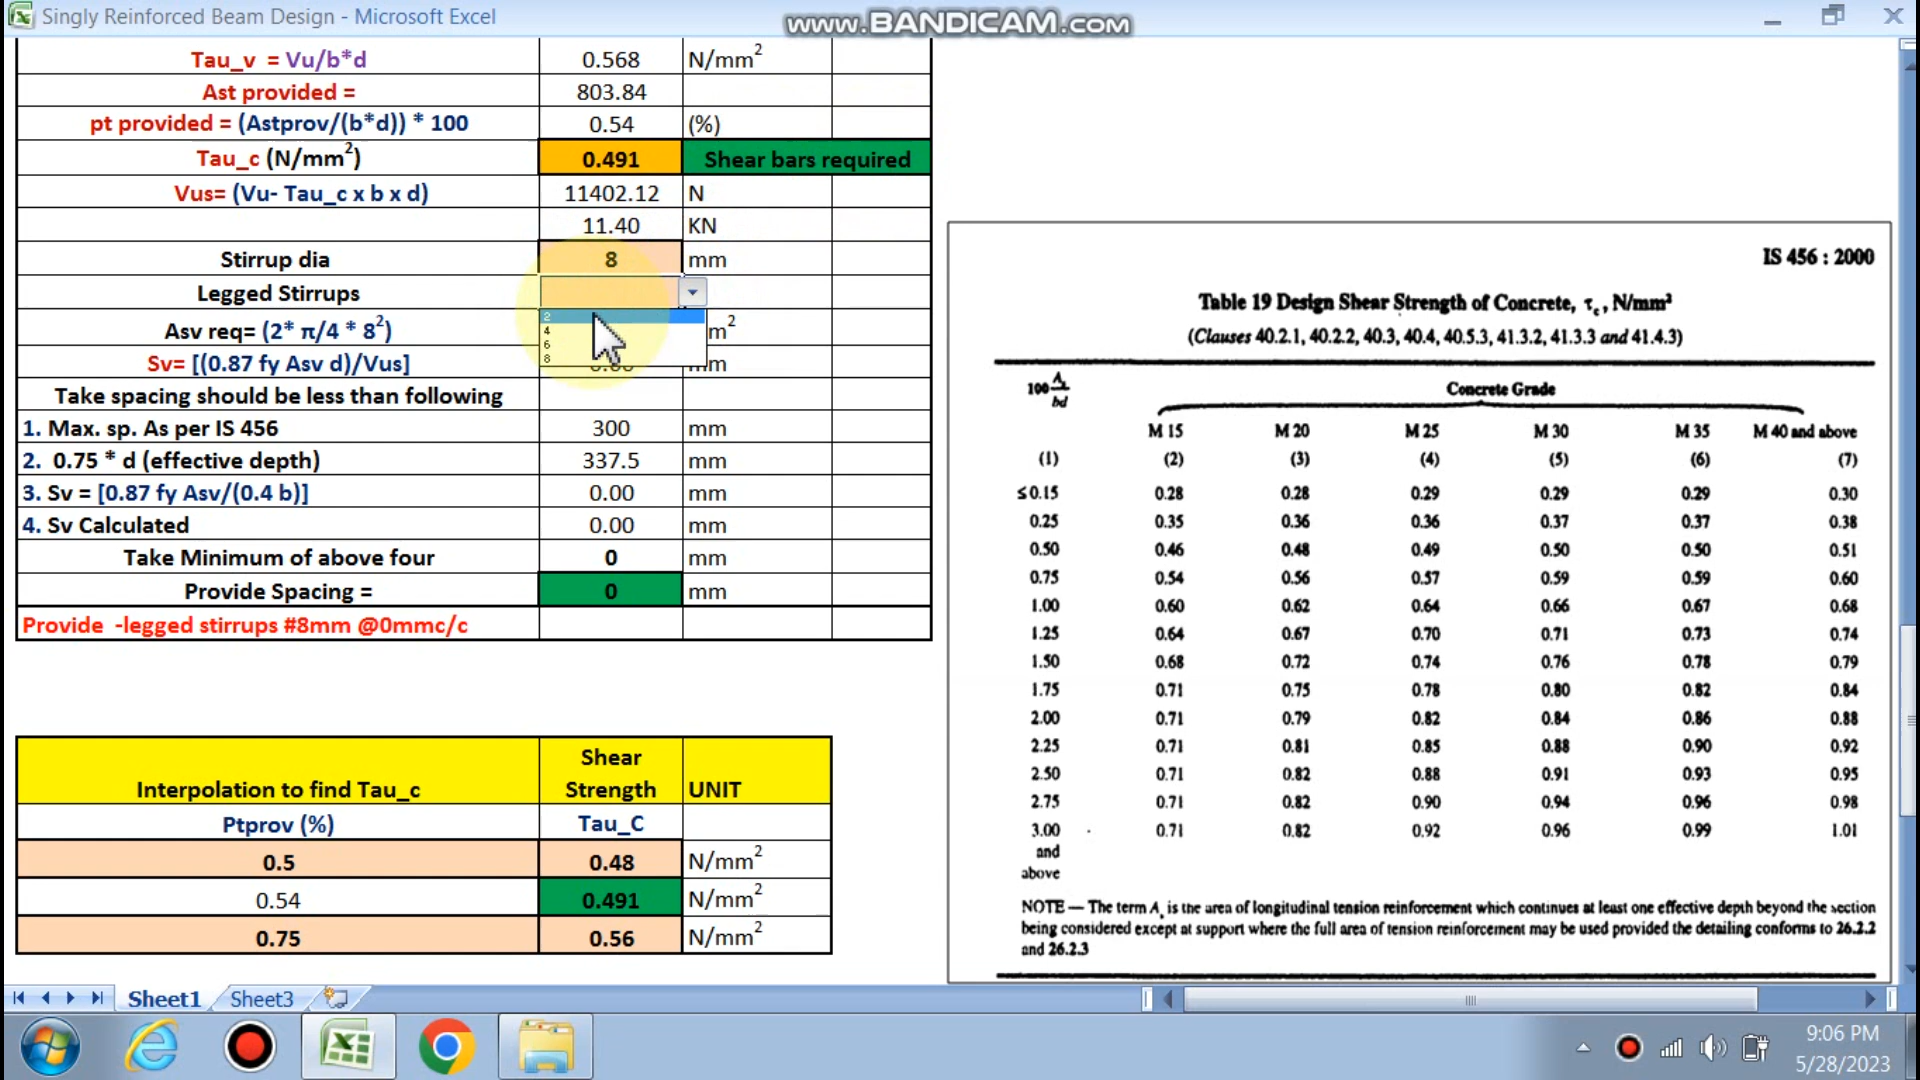 Singly Reinforced Beam Design - Microsoft Excel
www.BANDICAM.com
Tau_v = Vu/b*d 0.568 N/mm2
Ast provided = 803.84
pt provided = (Astprov/(b*d)) * 100 0.54 (%)
Tau_c (N/mm2) 0.491 Shear bars required
Vus= (Vu- Tau_c x b x d) 11402.12 N
11.40 KN
Stirrup dia 8 mm
Legged Stirrups
2
4
6
8
Asv req= (2* π/4 * 82) m2
Sv= [(0.87 fy Asv d)/Vus] mm
Take spacing should be less than following
1. Max. sp. As per IS 456 300 mm
2. 0.75 * d (effective depth) 337.5 mm
3. Sv = [0.87 fy Asv/(0.4 b)] 0.00 mm
4. Sv Calculated 0.00 mm
Take Minimum of above four 0 mm
Provide Spacing = 0 mm
Provide -legged stirrups #8mm @0mmc/c
Interpolation to find Tau_c Shear Strength UNIT
Ptprov (%) Tau_C
0.5 0.48 N/mm2
0.54 0.491 N/mm2
0.75 0.56 N/mm2
IS 456 : 2000
Table 19 Design Shear Strength of Concrete, τc, N/mm²
(Clauses 40.2.1, 40.2.2, 40.3, 40.4, 40.5.3, 41.3.2, 41.3.3 and 41.4.3)
100 As/bd Concrete Grade
M 15 M 20 M 25 M 30 M 35 M 40 and above
(1) (2) (3) (4) (5) (6) (7)
≤0.15 0.28 0.28 0.29 0.29 0.29 0.30
0.25 0.35 0.36 0.36 0.37 0.37 0.38
0.50 0.46 0.48 0.49 0.50 0.50 0.51
0.75 0.54 0.56 0.57 0.59 0.59 0.60
1.00 0.60 0.62 0.64 0.66 0.67 0.68
1.25 0.64 0.67 0.70 0.71 0.73 0.74
1.50 0.68 0.72 0.74 0.76 0.78 0.79
1.75 0.71 0.75 0.78 0.80 0.82 0.84
2.00 0.71 0.79 0.82 0.84 0.86 0.88
2.25 0.71 0.81 0.85 0.88 0.90 0.92
2.50 0.71 0.82 0.88 0.91 0.93 0.95
2.75 0.71 0.82 0.90 0.94 0.96 0.98
3.00 0.71 0.82 0.92 0.96 0.99 1.01
and
above
NOTE — The term As is the area of longitudinal tension reinforcement which continues at least one effective depth beyond the section
being considered except at support where the full area of tension reinforcement may be used provided the detailing conforms to 26.2.2
and 26.2.3
Sheet1 Sheet3
9:06 PM
5/28/2023